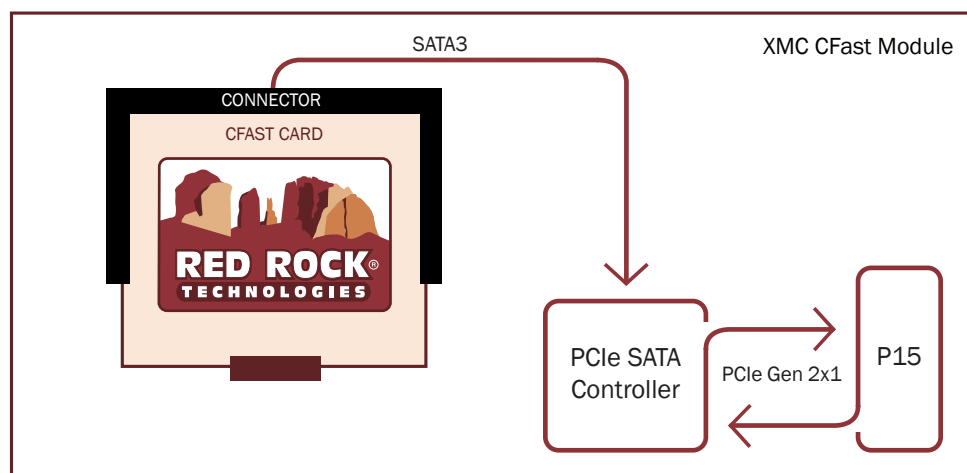 SATA3
XMC CFast Module
CONNECTOR
CFAST CARD
RED ROCK®
TECHNOLOGIES
PCIe SATA
Controller
PCIe Gen 2x1
P15